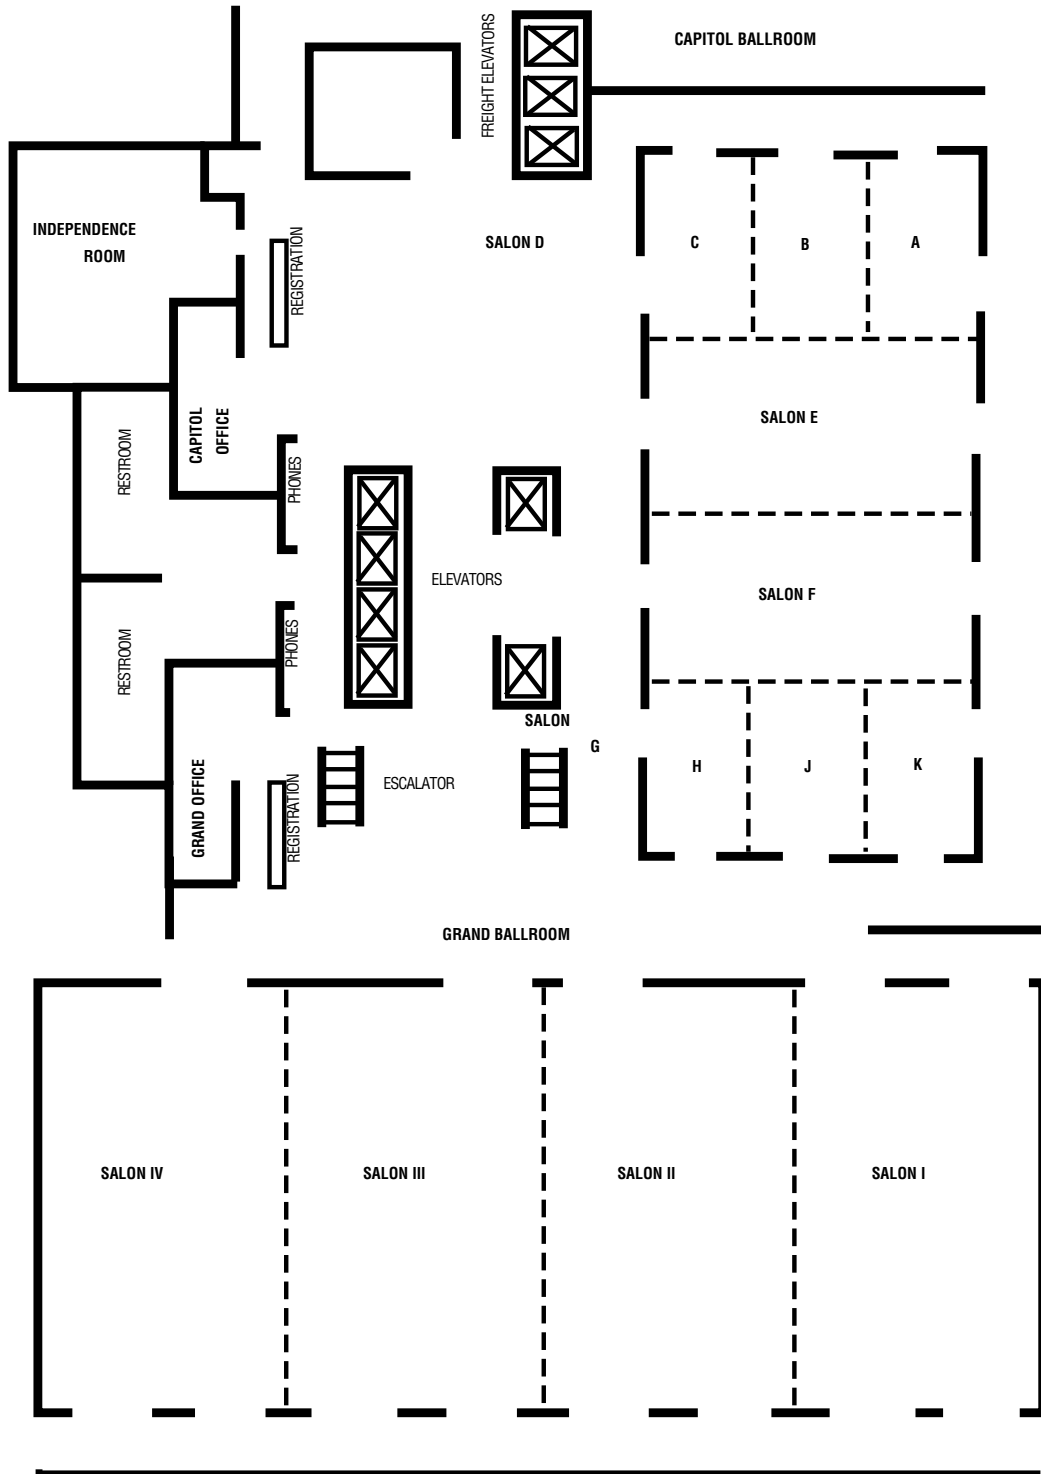 CAPITOL BALLROOM
FREIGHT ELEVATORS
INDEPENDENCE
ROOM
REGISTRATION
SALON D
C
B
A
CAPITOL
OFFICE
RESTROOM
PHONES
SALON E
ELEVATORS
SALON F
RESTROOM
PHONES
SALON
G
H
J
K
ESCALATOR
GRAND OFFICE
REGISTRATION
GRAND BALLROOM
SALON IV
SALON III
SALON II
SALON I